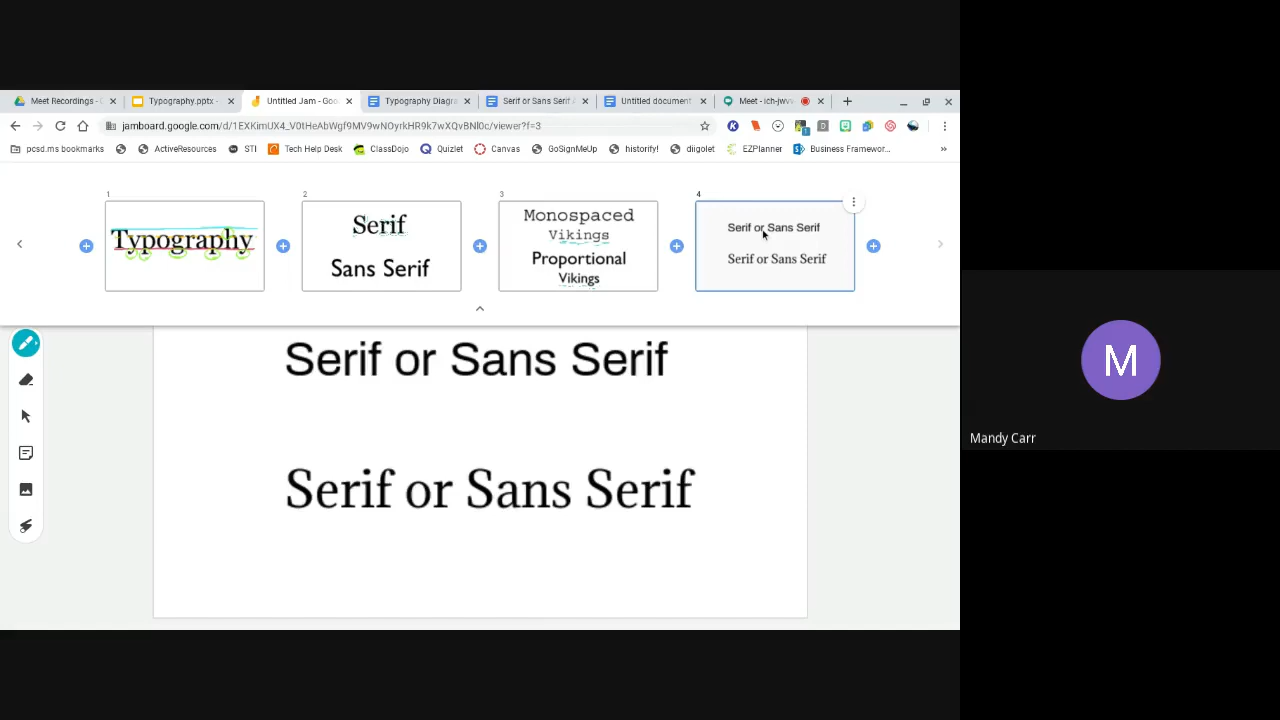 Meet Recordings - G
Typography.pptx -
Untitled Jam - Goo
Typography Diagra
Serif or Sans Serif A
Untitled document
Meet - ich-jwv
jamboard.google.com/d/1EXKimUX4_V0tHeAbWgf9MV9wNOyrkHR9k7wXQvBNl0c/viewer?f=3
pcsd.ms bookmarks
ActiveResources
STI
Tech Help Desk
ClassDojo
Quizlet
Canvas
GoSignMeUp
historify!
diigolet
EZPlanner
Business Framewor...
»
1
2
3
4
Typography
Serif
Sans Serif
Monospaced
Vikings
Proportional
Vikings
Serif or Sans Serif
Serif or Sans Serif
Serif or Sans Serif
Serif or Sans Serif
M
Mandy Carr